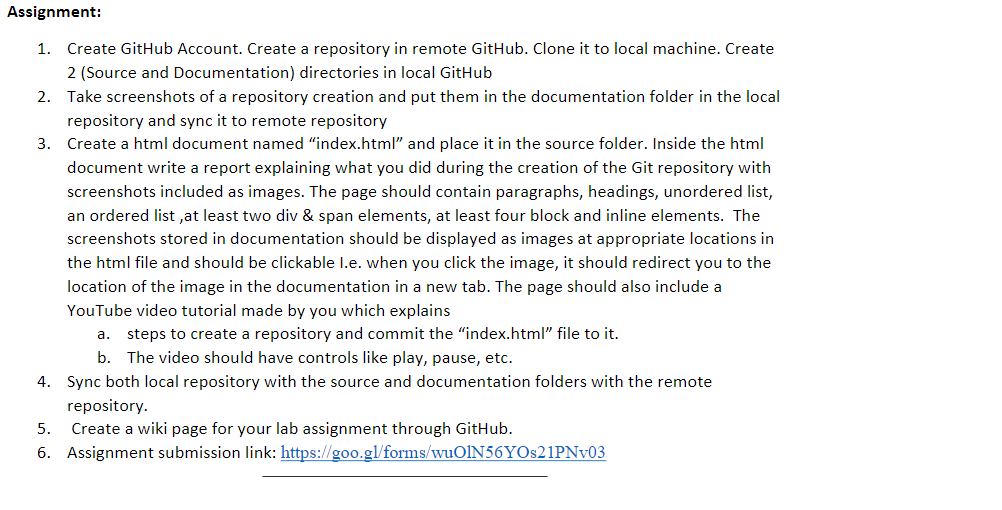 Assignment:
1. Create GitHub Account. Create a repository in remote GitHub. Clone it to local machine. Create
2 (Source and Documentation) directories in local GitHub
2. Take screenshots of a repository creation and put them in the documentation folder in the local
repository and sync it to remote repository
3. Create a html document named “index.html” and place it in the source folder. Inside the html
document write a report explaining what you did during the creation of the Git repository with
screenshots included as images. The page should contain paragraphs, headings, unordered list,
an ordered list ,at least two div & span elements, at least four block and inline elements. The
screenshots stored in documentation should be displayed as images at appropriate locations in
the html file and should be clickable I.e. when you click the image, it should redirect you to the
location of the image in the documentation in a new tab. The page should also include a
YouTube video tutorial made by you which explains
a. steps to create a repository and commit the “index.html” file to it.
b. The video should have controls like play, pause, etc.
4. Sync both local repository with the source and documentation folders with the remote
repository.
5. Create a wiki page for your lab assignment through GitHub.
6. Assignment submission link: https://goo.gl/forms/wuOlN56YOs21PNv03